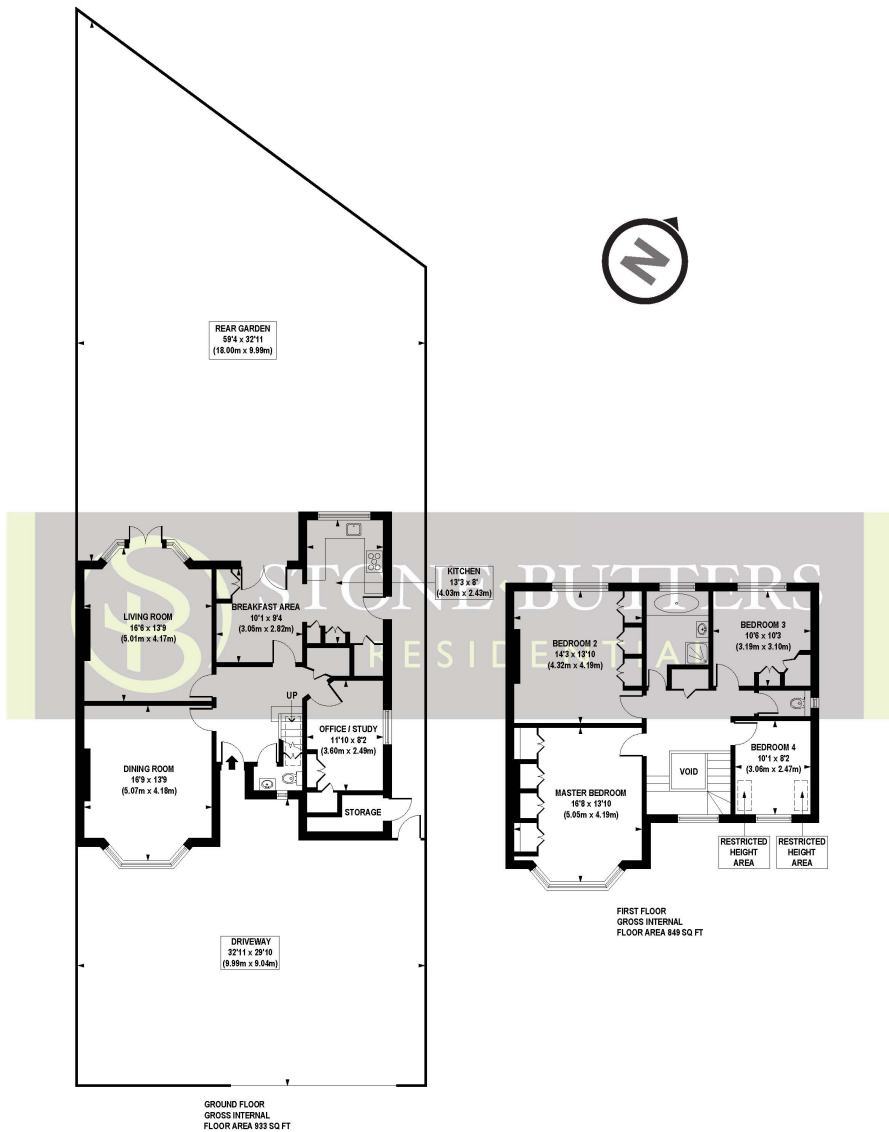 N
REAR GARDEN
59'4 x 32'11
(18.00m x 9.99m)
STONE BUTTERS
RESIDENTIAL
SB
LIVING ROOM
16'6 x 13'9
(5.01m x 4.17m)
BREAKFAST AREA
10'1 x 9'4
(3.05m x 2.82m)
KITCHEN
13'3 x 8'
(4.03m x 2.43m)
UP
OFFICE / STUDY
11'10 x 8'2
(3.60m x 2.49m)
DINING ROOM
16'9 x 13'9
(5.07m x 4.18m)
STORAGE
DRIVEWAY
32'11 x 29'10
(9.99m x 9.04m)
GROUND FLOOR
GROSS INTERNAL
FLOOR AREA 933 SQ FT
BEDROOM 2
14'3 x 13'10
(4.32m x 4.19m)
BEDROOM 3
10'6 x 10'3
(3.19m x 3.10m)
MASTER BEDROOM
16'8 x 13'10
(5.05m x 4.19m)
VOID
BEDROOM 4
10'1 x 8'2
(3.06m x 2.47m)
RESTRICTED
HEIGHT
AREA
RESTRICTED
HEIGHT
AREA
FIRST FLOOR
GROSS INTERNAL
FLOOR AREA 849 SQ FT